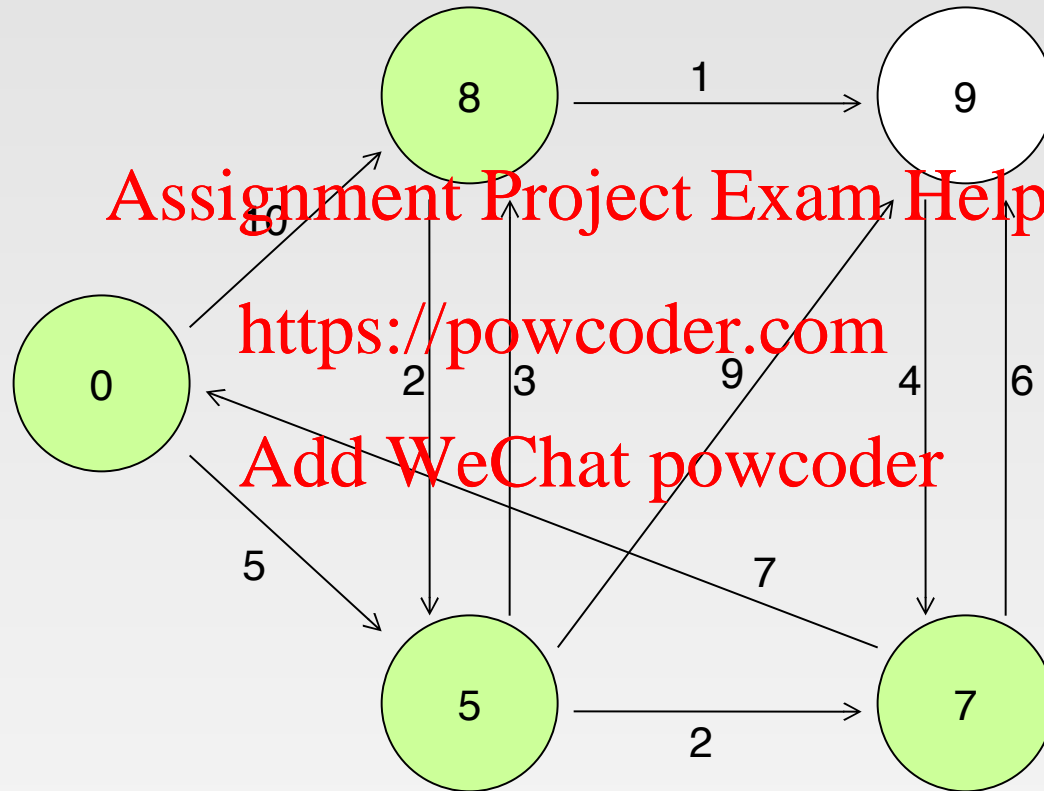 8 1 9
Assignment Project Exam Help
10
https://powcoder.com
0 2 3 9 4 6
Add WeChat powcoder
5 7
5 2 7